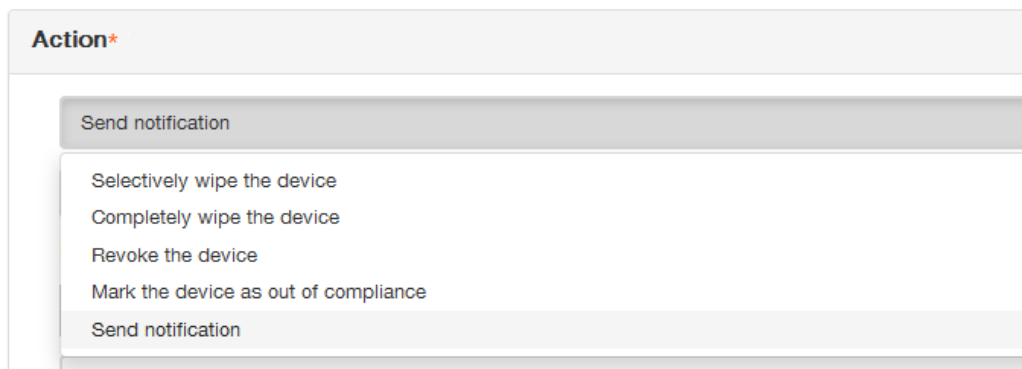 Action*
Send notification
Selectively wipe the device
Completely wipe the device
Revoke the device
Mark the device as out of compliance
Send notification